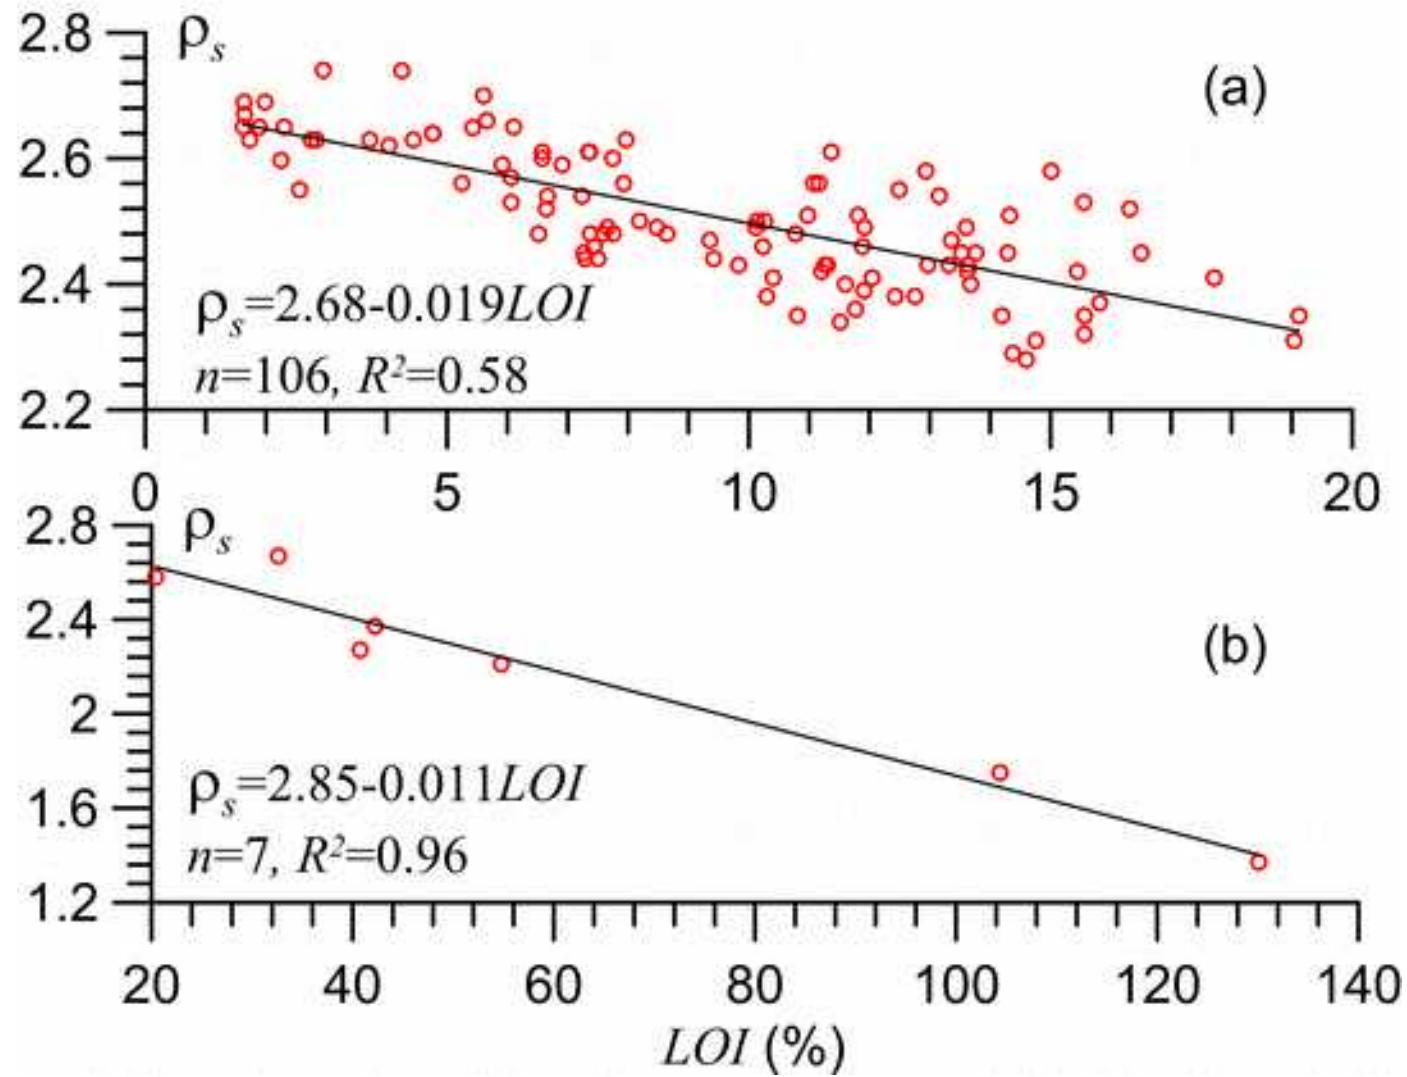 2.8
ρs
(a)
2.6
2.4
ρs=2.68-0.019LOI
n=106, R²=0.58
2.2
0 5 10 15 20
2.8
ρs
2.4
(b)
2
ρs=2.85-0.011LOI
1.6
n=7, R²=0.96
1.2
20 40 60 80 100 120 140
LOI (%)